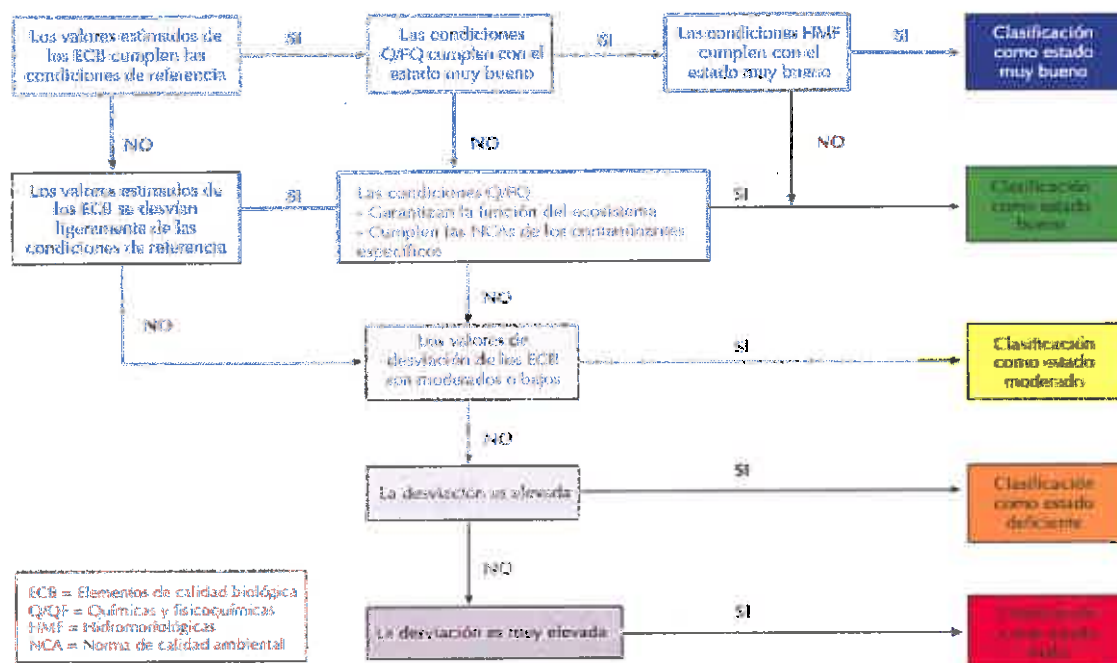 Los valores estimados de
los ECB cumplen las
condiciones de referencia
SI
Las condiciones
Q/FQ cumplen con el
estado muy bueno
SI
Las condiciones HMF
cumplen con el
estado muy bueno
SI
Clasificación
como estado
muy bueno
NO
NO
NO
Los valores estimados de
los ECB se desvían
ligeramente de las
condiciones de referencia
SI
Las condiciones Q/FQ
- Garantizan la función del ecosistema
- Cumplen las NCAs de los contaminantes
específicos
SI
Clasificación
como estado
bueno
NO
NO
Los valores de
desviación de los ECB
son moderados o bajos
SI
Clasificación
como estado
moderado
NO
La desviación es elevada
SI
Clasificación
como estado
deficiente
NO
La desviación es muy elevada
SI
Clasificación
como estado
ECB = Elementos de calidad biológica
Q/QF = Químicas y fisicoquímicas
HMF = Hidromorfológicas
NCA = Norma de calidad ambiental